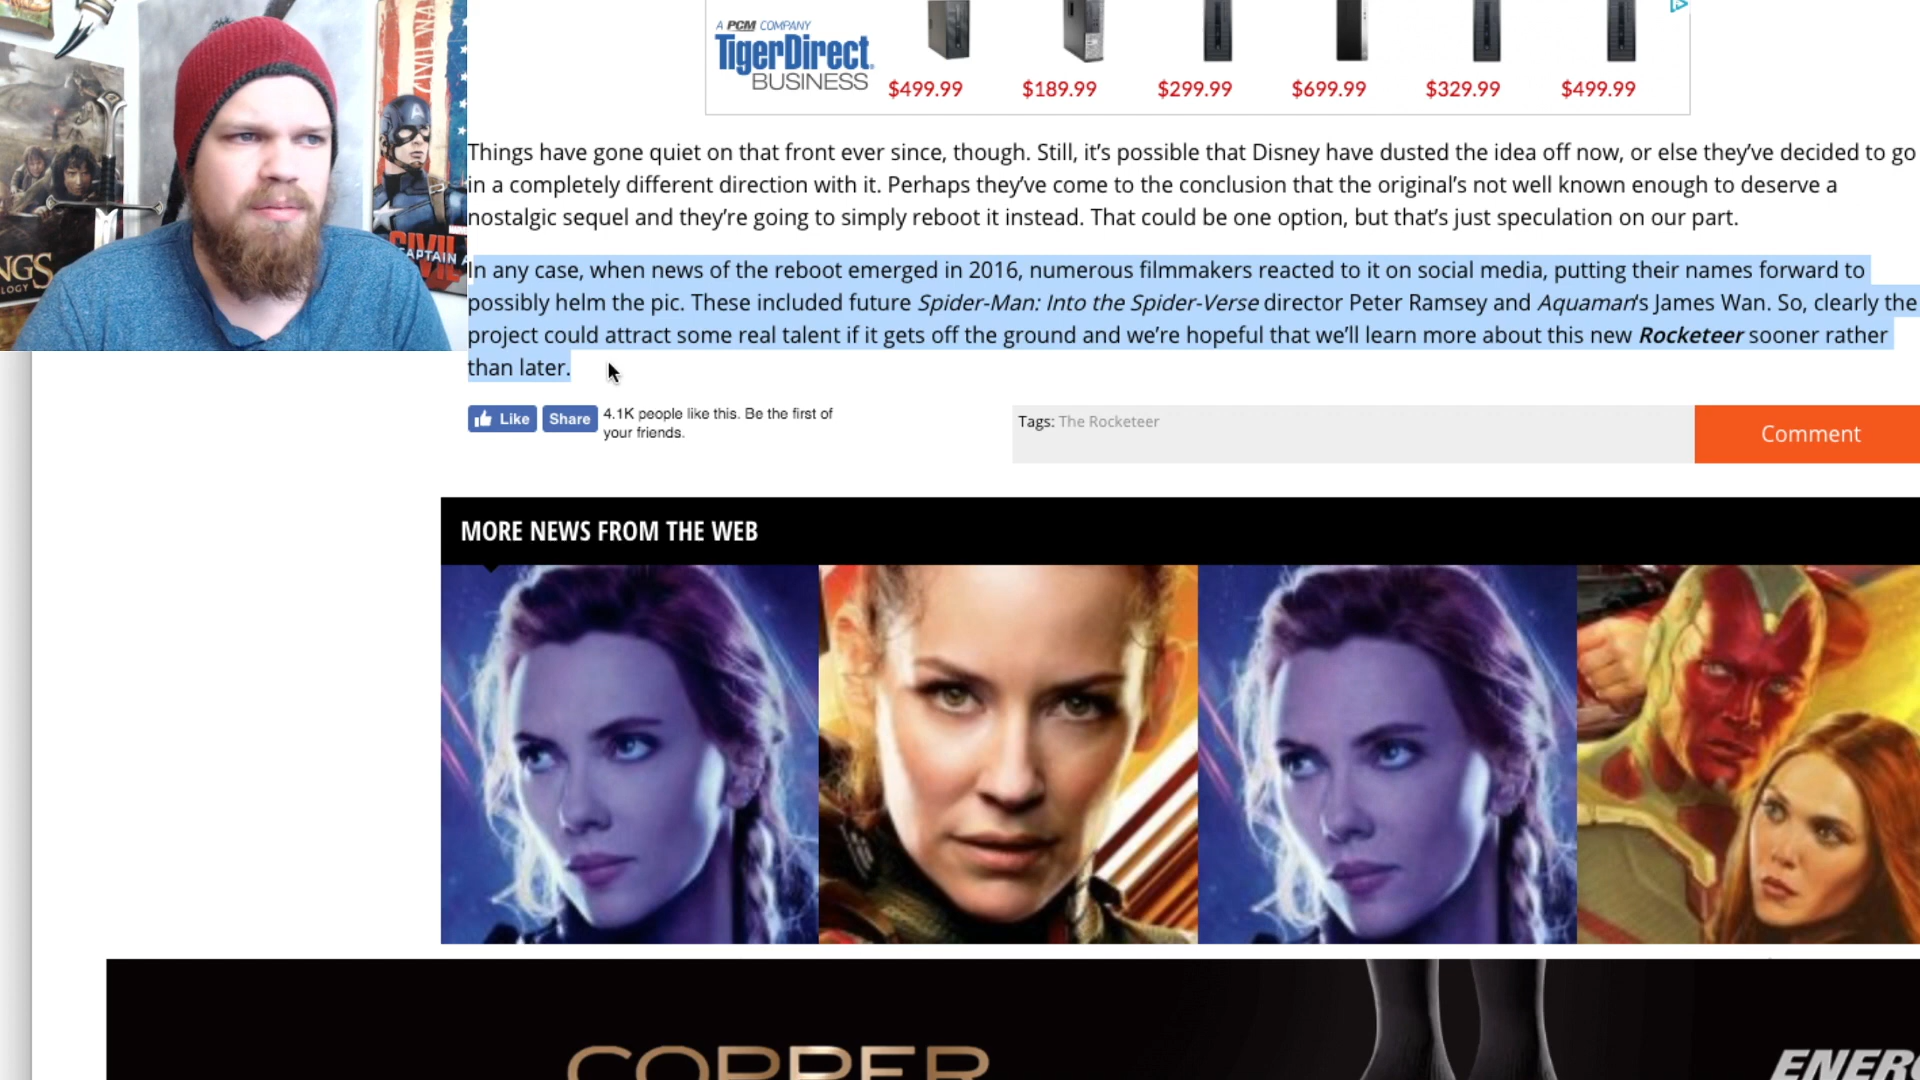 A PCM COMPANY
TigerDirect
BUSINESS
$499.99 $189.99 $299.99 $699.99 $329.99 $499.99
CIVIL WAR
CIVIL
CAPTAIN A
NGS
LOGY
Things have gone quiet on that front ever since, though. Still, it's possible that Disney have dusted the idea off now, or else they've decided to go
in a completely different direction with it. Perhaps they've come to the conclusion that the original's not well known enough to deserve a
nostalgic sequel and they're going to simply reboot it instead. That could be one option, but that's just speculation on our part.
In any case, when news of the reboot emerged in 2016, numerous filmmakers reacted to it on social media, putting their names forward to
possibly helm the pic. These included future Spider-Man: Into the Spider-Verse director Peter Ramsey and Aquaman's James Wan. So, clearly the
project could attract some real talent if it gets off the ground and we're hopeful that we'll learn more about this new Rocketeer sooner rather
than later.
Like Share 4.1K people like this. Be the first of
your friends.
Tags: The Rocketeer
Comment
MORE NEWS FROM THE WEB
COPPER
ENERG